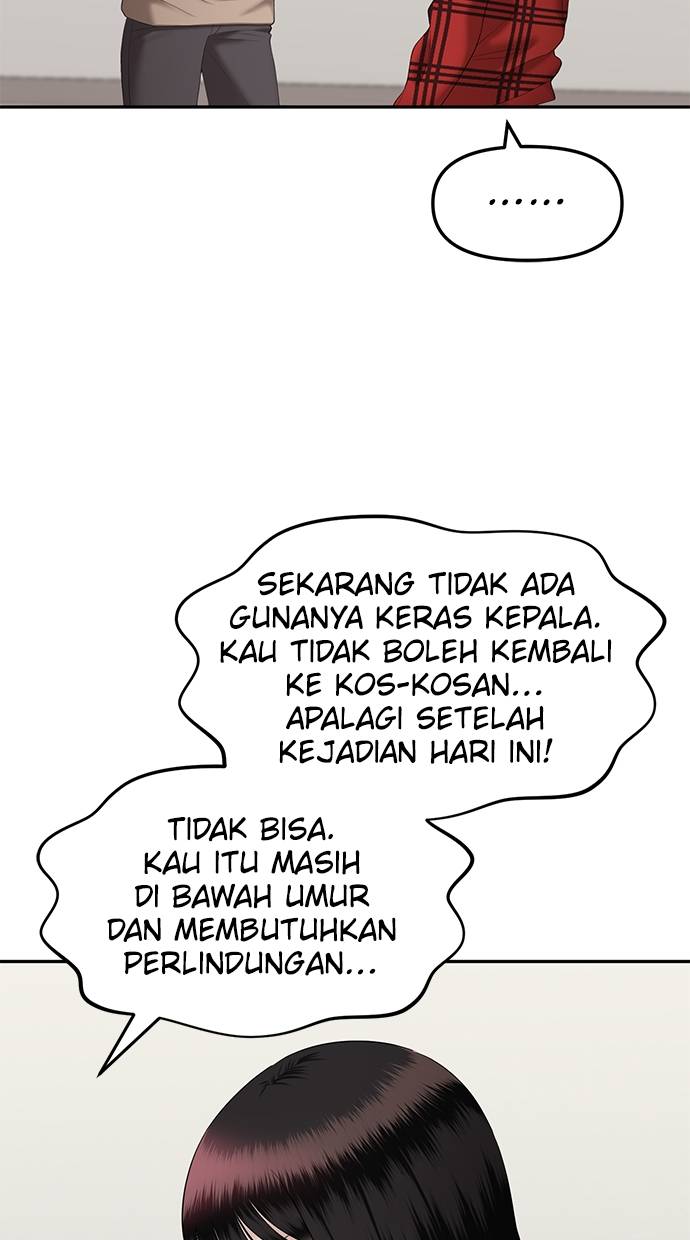 ......
SEKARANG TIDAK ADA
GUNANYA KERAS KEPALA.
KAU TIDAK BOLEH KEMBALI
KE KOS-KOSAN...
APALAGI SETELAH
KEJADIAN HARI INI!
TIDAK BISA.
KAU ITU MASIH
DI BAWAH UMUR
DAN MEMBUTUHKAN
PERLINDUNGAN...